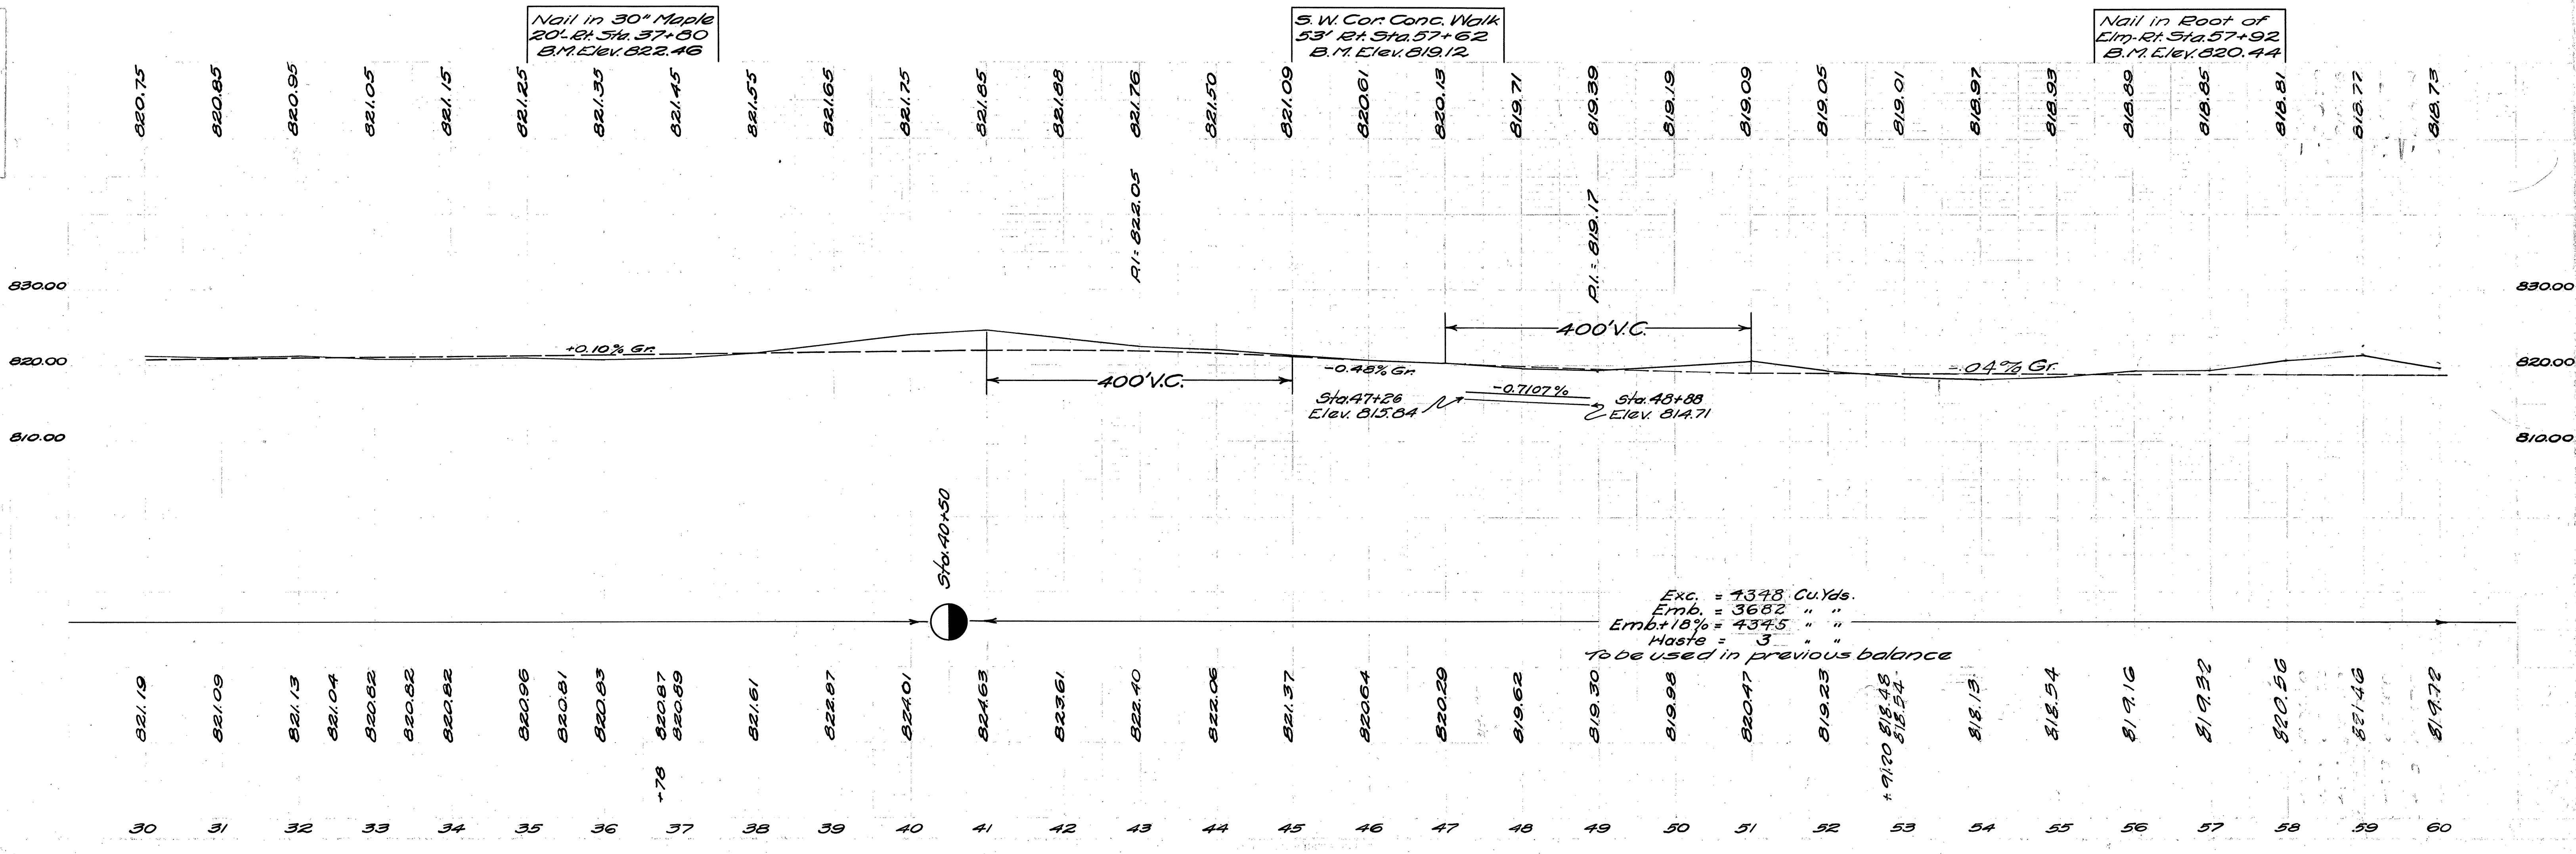 Nail in 30" Maple
20'-Rt. Sta. 37+80
B.M. Elev. 822.46
S.W. Cor. Conc. Walk
53' Rt. Sta. 57+62
B.M. Elev. 819.12
Nail in Root of
Elm-Rt. Sta. 57+92
B.M. Elev. 820.44
820.75 820.85 820.95 821.05 821.15 821.25 821.35 821.45 821.55 821.65 821.75 821.85 821.88 821.76 821.50 821.09 820.61 820.13 819.71 819.39 819.19 819.09 819.05 819.01 818.97 818.93 818.89 818.85 818.81 818.77 818.73
P.I.= 822.05
P.I.= 819.17
830.00 830.00
400' V.C.
+0.10% Gr.
820.00 820.00
-0.48% Gr.
-.04% Gr.
400' V.C.
-0.7107%
Sta. 47+26
Elev. 815.84
Sta. 48+88
Elev. 814.71
810.00 810.00
Sta. 40+50
Exc. = 4348 Cu. Yds.
Emb. = 3682 " "
Emb.+18% = 4345 " "
Waste = 3 " "
To be used in previous balance
821.19 821.09 821.13 821.04 820.82 820.82 820.82 820.96 820.81 820.83 820.87 820.89 821.61 822.87 824.01 824.63 823.61 822.40 822.06 821.37 820.64 820.29 819.62 819.30 819.98 820.47 819.23 818.48 818.54 818.13 818.54 819.16 819.32 820.56 821.46 819.72
+78 +91.20
30 31 32 33 34 35 36 37 38 39 40 41 42 43 44 45 46 47 48 49 50 51 52 53 54 55 56 57 58 59 60